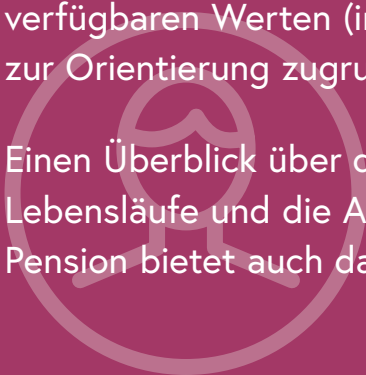 verfügbaren Werten (i
zur Orientierung zugru
Einen Überblick über d
Lebensläufe und die A
Pension bietet auch da